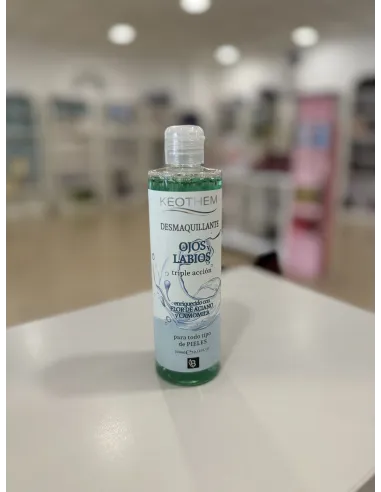 KEOTHEM
DESMAQUILLANTE
OJOS y
LABIOS
triple acción
enriquecido con
FLOR DE ACIANO
y CAMOMILA
para todo tipo
de PIELES